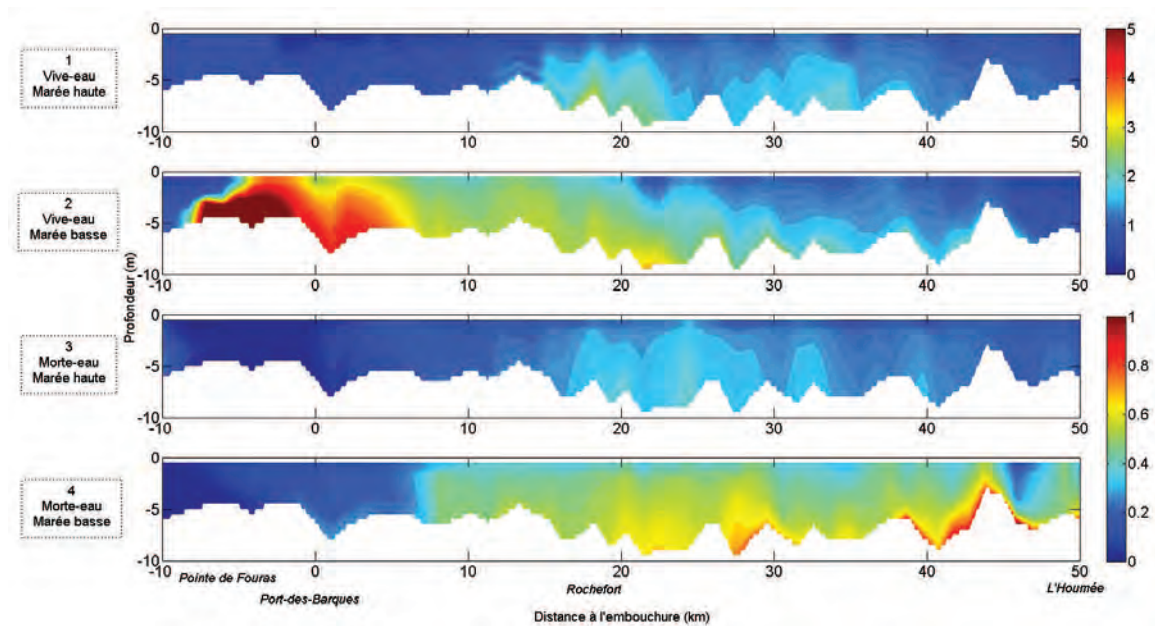 1
Vive-eau
Marée haute
0
-5
-10
-10 0 10 20 30 40 50
5
4
3
2
1
0
2
Vive-eau
Marée basse
0
-5
-10
-10 0 10 20 30 40 50
Profondeur (m)
3
Morte-eau
Marée haute
0
-5
-10
-10 0 10 20 30 40 50
1
0.8
0.6
0.4
0.2
0
4
Morte-eau
Marée basse
0
-5
-10
-10 0 10 20 30 40 50
Pointe de Fouras
Port-des-Barques
Rochefort
L'Houmée
Distance à l'embouchure (km)